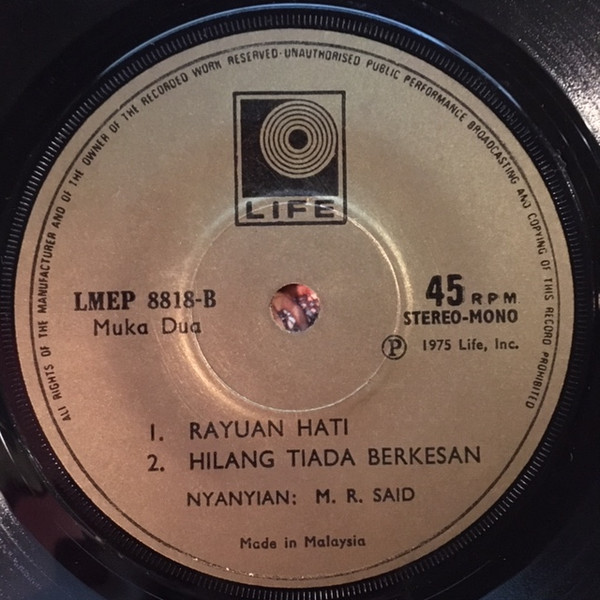 ALL RIGHTS OF THE MANUFACTURER AND OF THE OWNER OF THE RECORDED WORK RESERVED·UNAUTHORISED PUBLIC PERFORMANCE BROADCASTING AND COPYING OF THIS RECORD PROHIBITED
LIFE
LMEP 8818-B
Muka Dua
45 RPM
STEREO-MONO
Ⓟ 1975 Life, Inc.
1. RAYUAN HATI
2. HILANG TIADA BERKESAN
NYANYIAN: M. R. SAID
Made in Malaysia